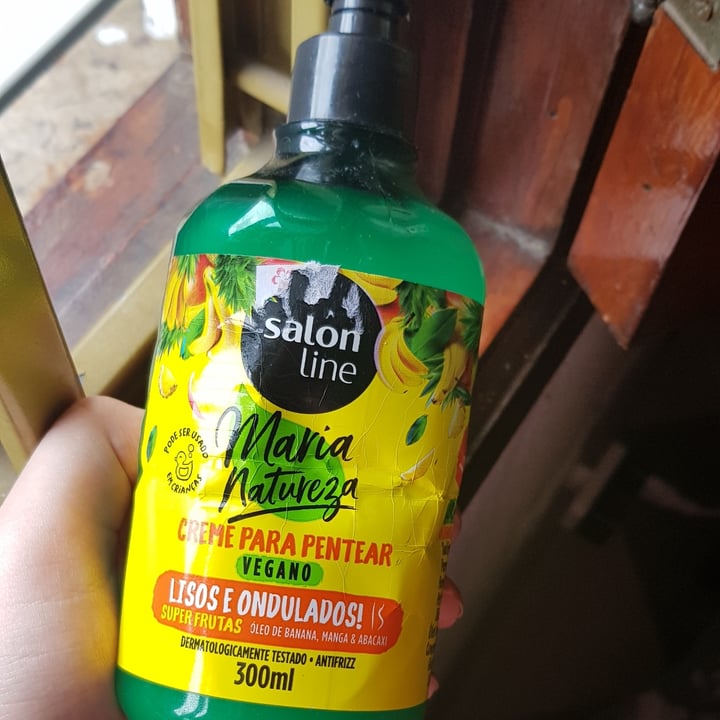 salon
line
Maria
Natureza
PODE SER USADO
EM CRIANÇAS
CREME PARA PENTEAR
VEGANO
LISOS E ONDULADOS!
SUPER FRUTAS
ÓLEO DE BANANA, MANGA & ABACAXI
DERMATOLOGICAMENTE TESTADO • ANTIFRIZZ
300ml